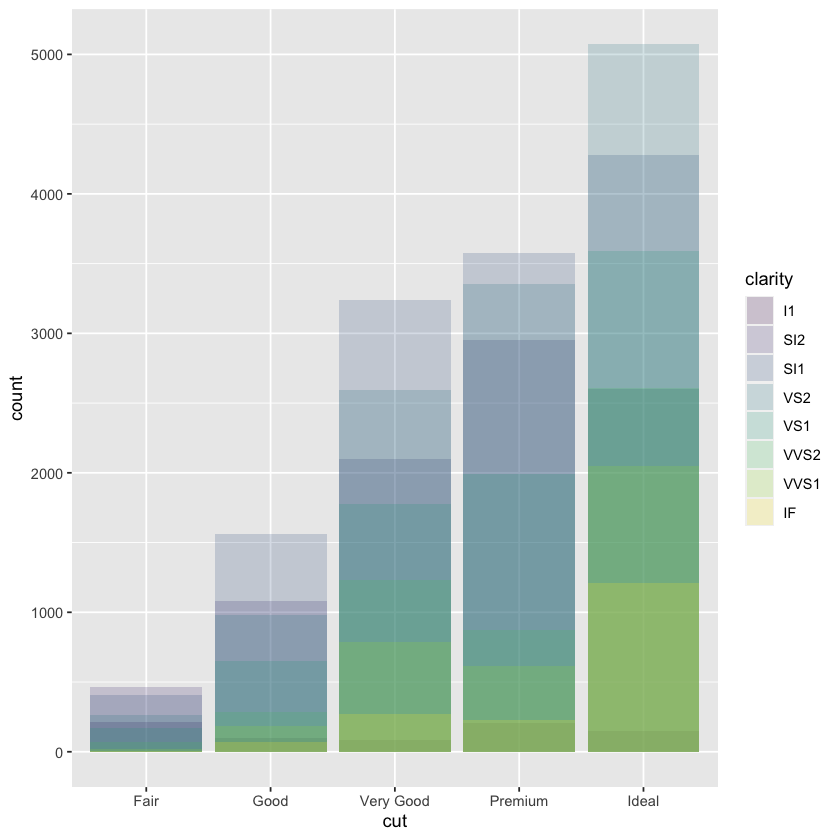 5000
4000
3000
2000
1000
0
count
Fair
Good
Very Good
Premium
Ideal
cut
clarity
I1
SI2
SI1
VS2
VS1
VVS2
VVS1
IF